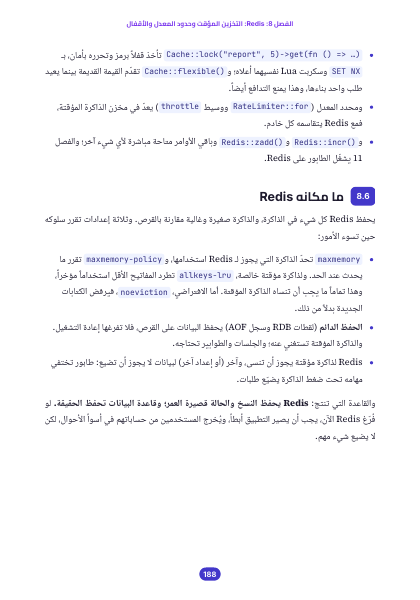 الفصل 8: Redis: التخزين المؤقت وحدود المعدل والأقفال
• Cache::lock("report", 5)->get(fn () => …) تأخذ قفلاً برمز وتحرره بأمان، بـ
SET NX وسكربت Lua نفسيهما أعلاه؛ و Cache::flexible() تقدّم القيمة القديمة بينما يعيد
طلب واحد بناءها، وهذا يمنع التدافع أيضاً.
• ومحدد المعدل (RateLimiter::for ووسيط throttle) يعدّ في مخزن الذاكرة المؤقتة،
فمع Redis يتقاسمه كل خادم.
• و Redis::incr() و Redis::zadd() وباقي الأوامر متاحة مباشرة لأي شيء آخر؛ والفصل
11 يشغّل الطابور على Redis.
8.6 ما مكانه Redis
يحفظ Redis كل شيء في الذاكرة، والذاكرة صغيرة وغالية مقارنة بالقرص. وثلاثة إعدادات تقرر سلوكه
حين تسوء الأمور:
• maxmemory تحدّ الذاكرة التي يجوز لـ Redis استخدامها، و maxmemory-policy تقرر ما
يحدث عند الحد. ولذاكرة مؤقتة خالصة، allkeys-lru تطرد المفاتيح الأقل استخداماً مؤخراً،
وهذا تماماً ما يجب أن تنساه الذاكرة المؤقتة. أما الافتراضي، noeviction، فيرفض الكتابات
الجديدة بدلاً من ذلك.
• الحفظ الدائم (لقطات RDB وسجل AOF) يحفظ البيانات على القرص، فلا تفرغها إعادة التشغيل.
والذاكرة المؤقتة تستغني عنه؛ والجلسات والطوابير تحتاجه.
• Redis لذاكرة مؤقتة يجوز أن تنسى، وآخر (أو إعداد آخر) لبيانات لا يجوز أن تضيع: طابور تختفي
مهامه تحت ضغط الذاكرة يضيّع طلبات.
والقاعدة التي تنتج: Redis يحفظ النسخ والحالة قصيرة العمر؛ وقاعدة البيانات تحفظ الحقيقة. لو
فُرّغ Redis الآن، يجب أن يصير التطبيق أبطأ، ويُخرج المستخدمين من حساباتهم في أسوأ الأحوال، لكن
لا يضيع شيء مهم.
188